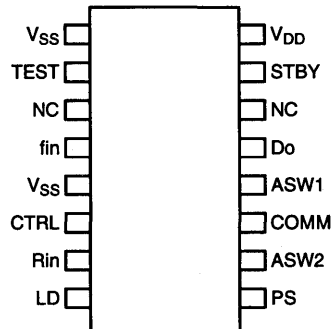 VSS VDD
TEST STBY
NC NC
fin Do
VSS ASW1
CTRL COMM
Rin ASW2
LD PS